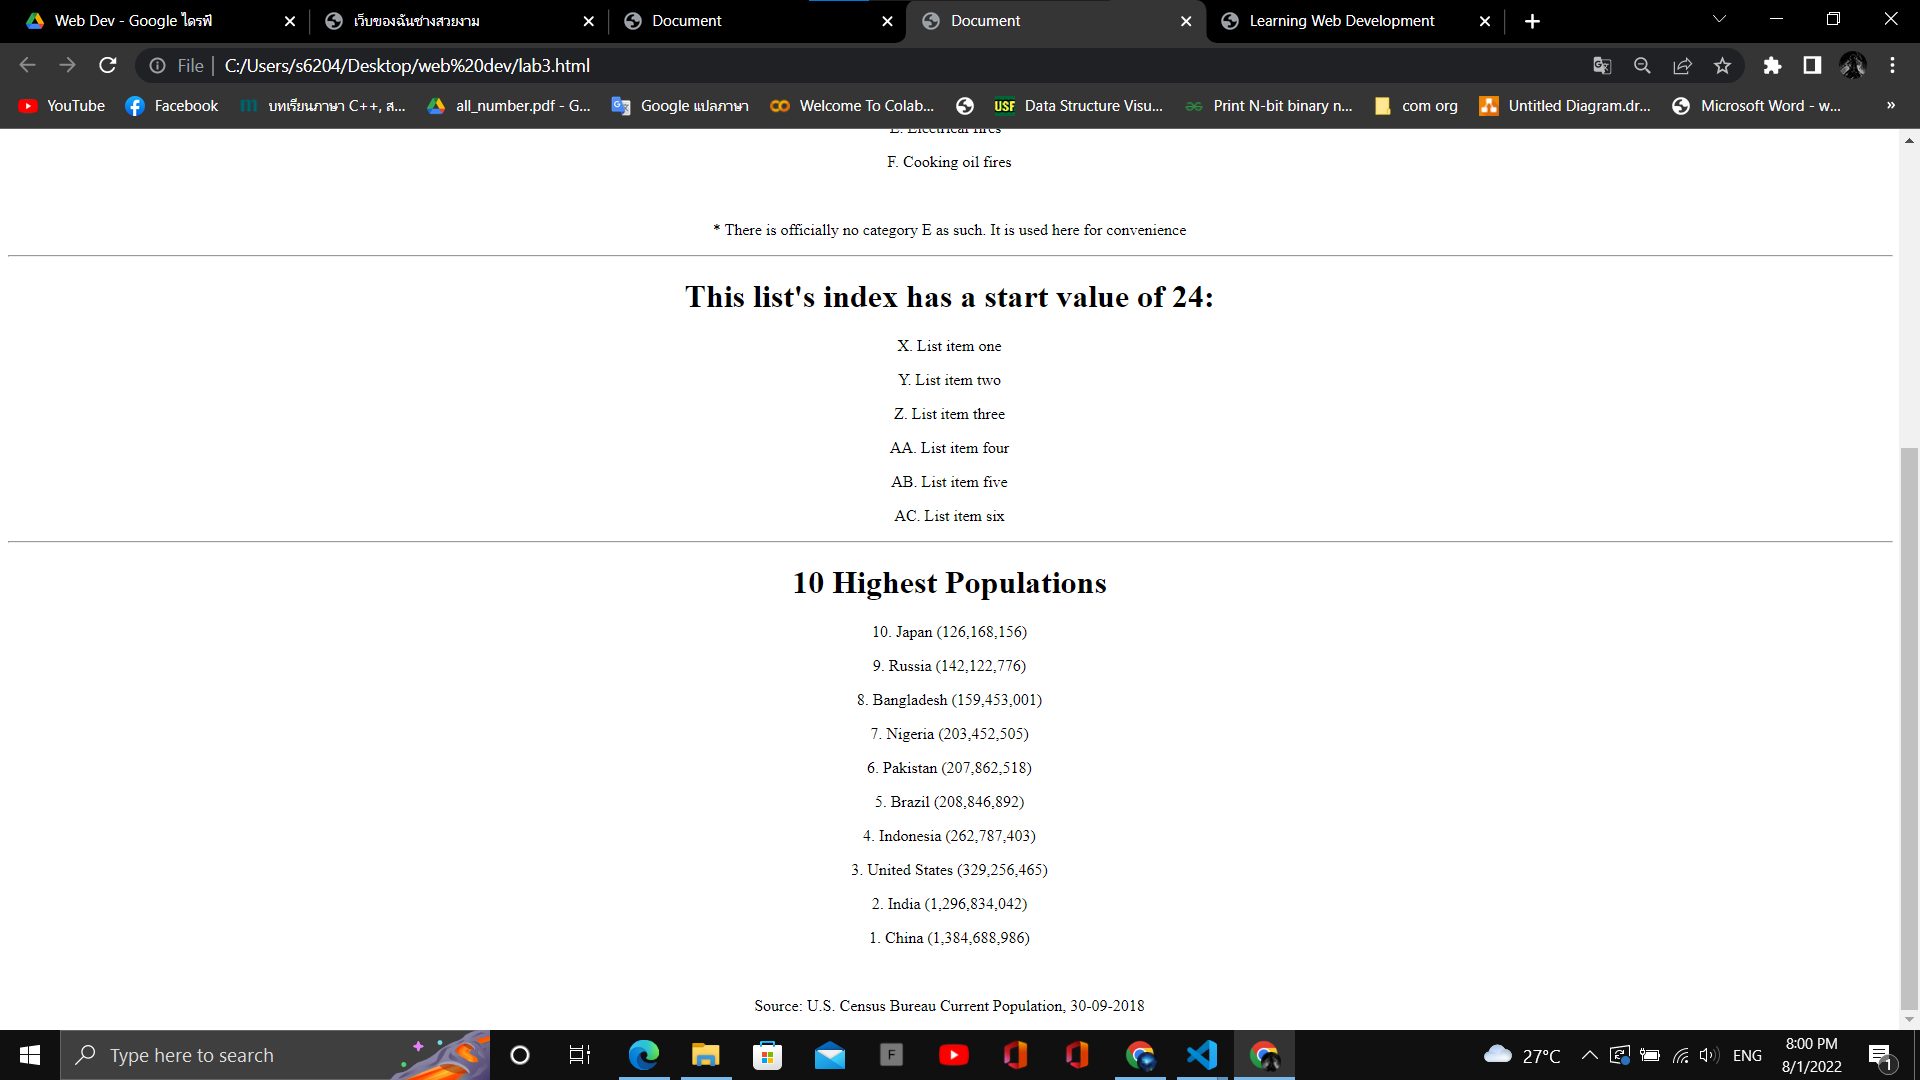 Web Dev - Google ไดรฟ์
เว็บของฉันช่างสวยงาม
Document
Document
Learning Web Development
File
C:/Users/s6204/Desktop/web%20dev/lab3.html
YouTube
Facebook
บทเรียนภาษา C++, ส...
all_number.pdf - G...
Google แปลภาษา
Welcome To Colab...
USF
Data Structure Visu...
Print N-bit binary n...
com org
Untitled Diagram.dr...
Microsoft Word - w...
»
E. Electrical fires
F. Cooking oil fires
* There is officially no category E as such. It is used here for convenience
This list's index has a start value of 24:
X. List item one
Y. List item two
Z. List item three
AA. List item four
AB. List item five
AC. List item six
10 Highest Populations
10. Japan (126,168,156)
9. Russia (142,122,776)
8. Bangladesh (159,453,001)
7. Nigeria (203,452,505)
6. Pakistan (207,862,518)
5. Brazil (208,846,892)
4. Indonesia (262,787,403)
3. United States (329,256,465)
2. India (1,296,834,042)
1. China (1,384,688,986)
Source: U.S. Census Bureau Current Population, 30-09-2018
Type here to search
F
27°C
ENG
8:00 PM
8/1/2022
1